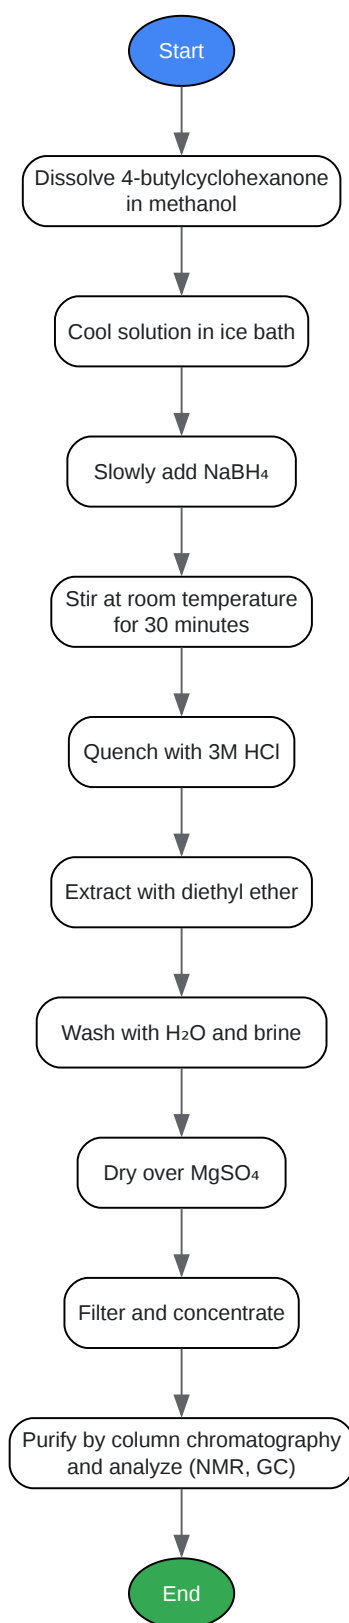 Start
Dissolve 4-butylcyclohexanone
in methanol
Cool solution in ice bath
Slowly add NaBH₄
Stir at room temperature
for 30 minutes
Quench with 3M HCl
Extract with diethyl ether
Wash with H₂O and brine
Dry over MgSO₄
Filter and concentrate
Purify by column chromatography
and analyze (NMR, GC)
End